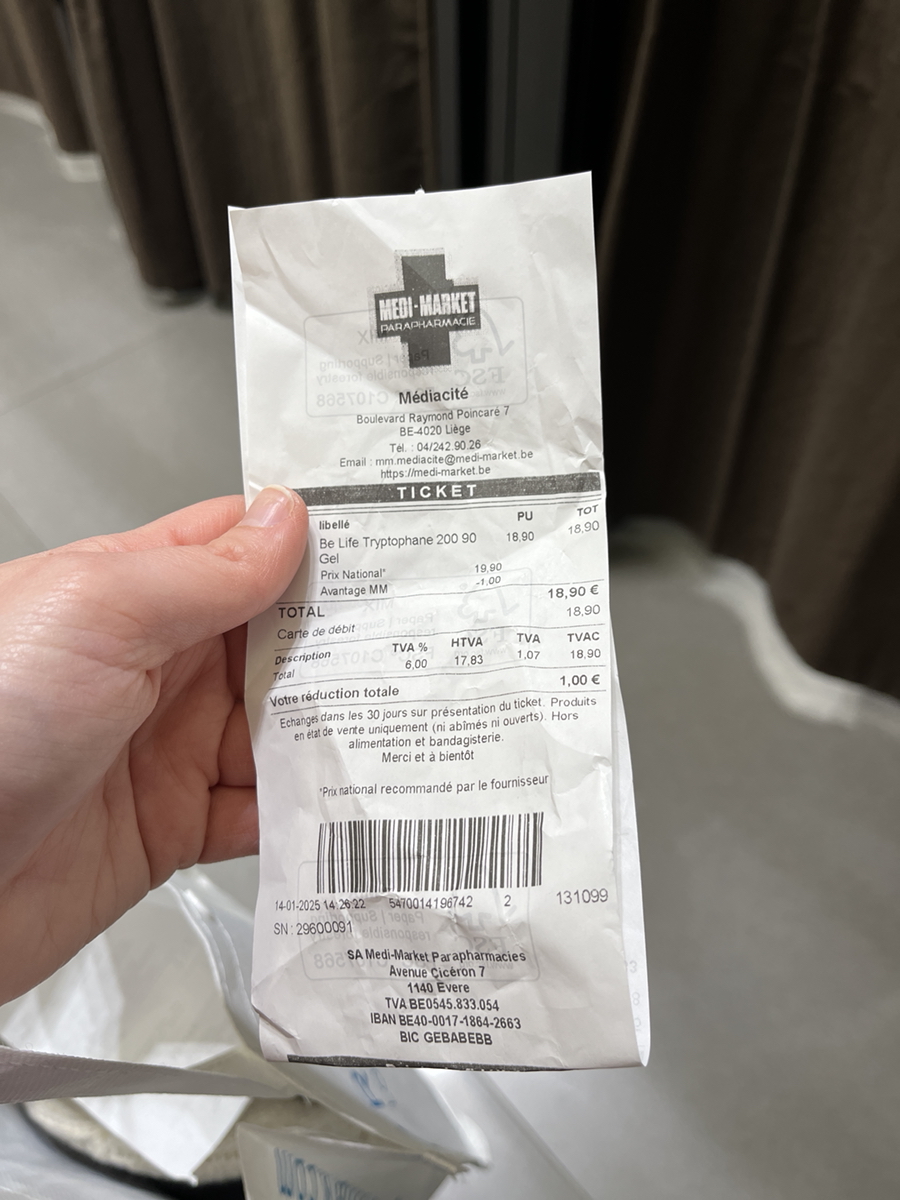 MEDI-MARKET
PARAPHARMACIE
Médiacité
Boulevard Raymond Poincaré 7
BE-4020 Liège
Tél. : 04/242.90.26
Email : mm.mediacite@medi-market.be
https://medi-market.be
TICKET
libellé PU TOT
Be Life Tryptophane 200 90 18,90 18,90
Gel
Prix National* 19,90
Avantage MM -1,00
TOTAL 18,90 €
Carte de débit 18,90
Description TVA % HTVA TVA TVAC
Total 6,00 17,83 1,07 18,90
Votre réduction totale 1,00 €
Echanges dans les 30 jours sur présentation du ticket. Produits
en état de vente uniquement (ni abîmés ni ouverts). Hors
alimentation et bandagisterie.
Merci et à bientôt
*Prix national recommandé par le fournisseur
14-01-2025 14:26:22 5470014196742 2 131099
SN : 29600091
SA Medi-Market Parapharmacies
Avenue Cicéron 7
1140 Evere
TVA BE0545.833.054
IBAN BE40-0017-1864-2663
BIC GEBABEBB